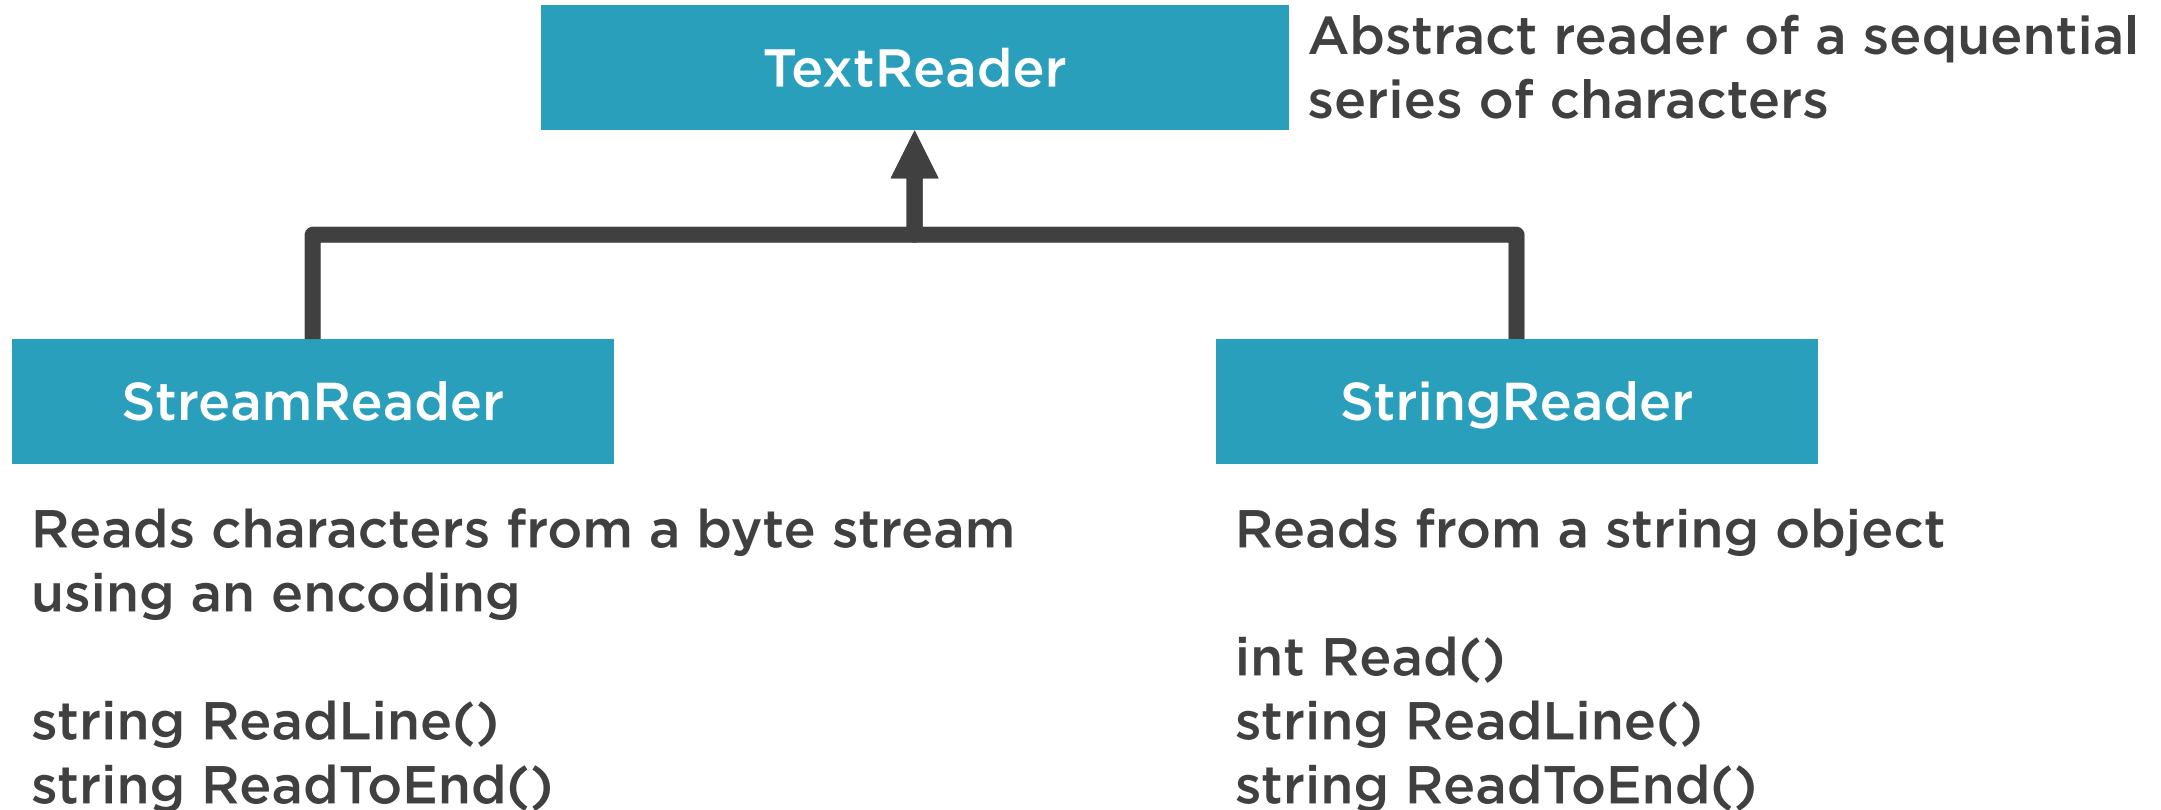 TextReader
Abstract reader of a sequential
series of characters
StreamReader
Reads characters from a byte stream
using an encoding
string ReadLine()
string ReadToEnd()
StringReader
Reads from a string object
int Read()
string ReadLine()
string ReadToEnd()